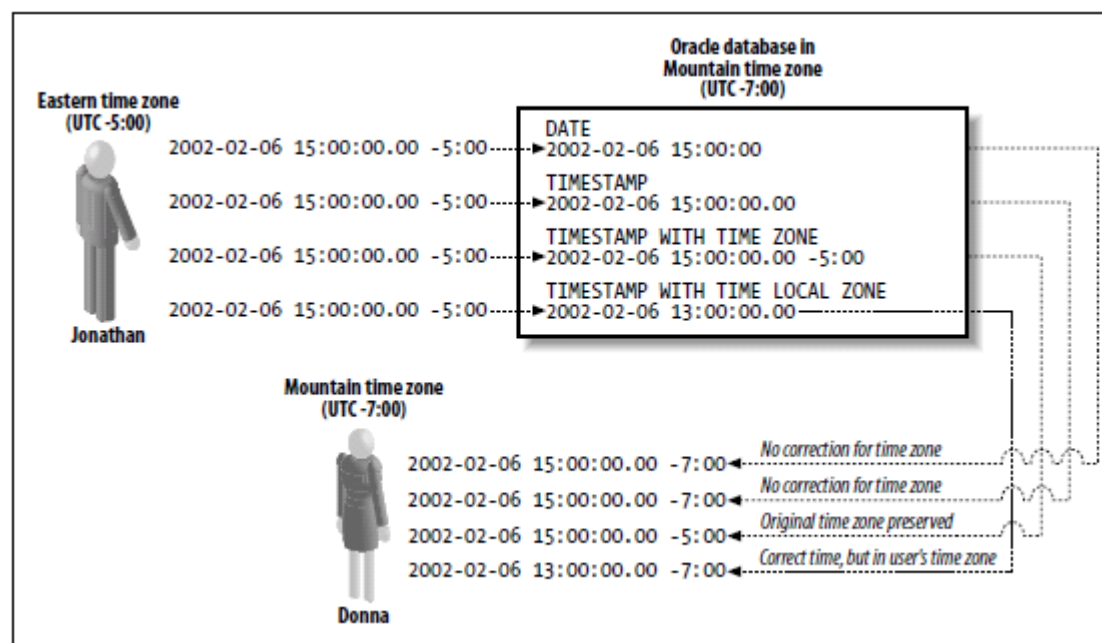 Oracle database in
Mountain time zone
(UTC -7:00)
Eastern time zone
(UTC -5:00)
DATE
2002-02-06 15:00:00.00 -5:00
2002-02-06 15:00:00
TIMESTAMP
2002-02-06 15:00:00.00 -5:00
2002-02-06 15:00:00.00
TIMESTAMP WITH TIME ZONE
2002-02-06 15:00:00.00 -5:00
2002-02-06 15:00:00.00 -5:00
TIMESTAMP WITH TIME LOCAL ZONE
2002-02-06 15:00:00.00 -5:00
2002-02-06 13:00:00.00
Jonathan
Mountain time zone
(UTC -7:00)
2002-02-06 15:00:00.00 -7:00
No correction for time zone
2002-02-06 15:00:00.00 -7:00
No correction for time zone
2002-02-06 15:00:00.00 -5:00
Original time zone preserved
2002-02-06 13:00:00.00 -7:00
Correct time, but in user's time zone
Donna